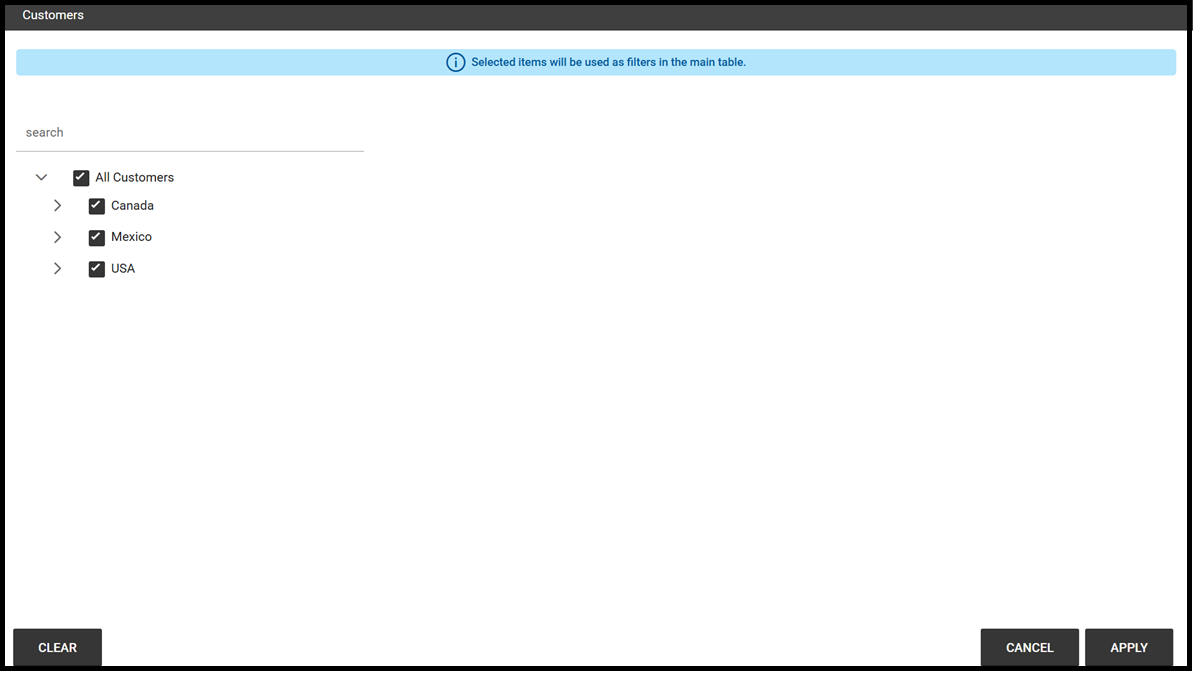 Customers
Selected items will be used as filters in the main table.
search
All Customers
Canada
Mexico
USA
CLEAR
CANCEL
APPLY